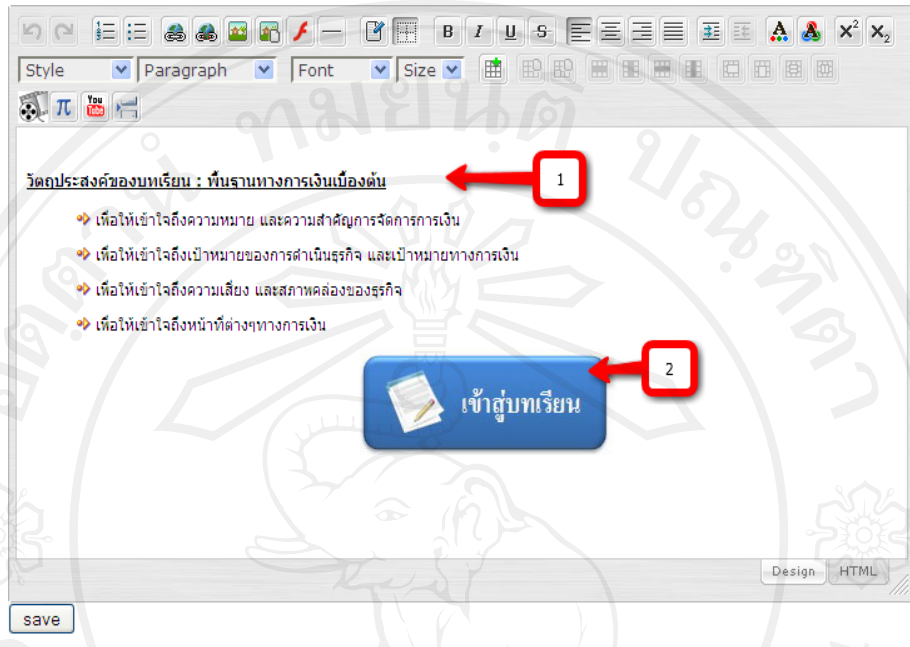 B I U S A A X² X₂
Style Paragraph Font Size
π You Tube
วัตถุประสงค์ของบทเรียน : พื้นฐานทางการเงินเบื้องต้น
1
เพื่อให้เข้าใจถึงความหมาย และความสำคัญการจัดการการเงิน
เพื่อให้เข้าใจถึงเป้าหมายของการดำเนินธุรกิจ และเป้าหมายทางการเงิน
เพื่อให้เข้าใจถึงความเสี่ยง และสภาพคล่องของธุรกิจ
เพื่อให้เข้าใจถึงหน้าที่ต่างๆทางการเงิน
2
เข้าสู่บทเรียน
Design HTML
save